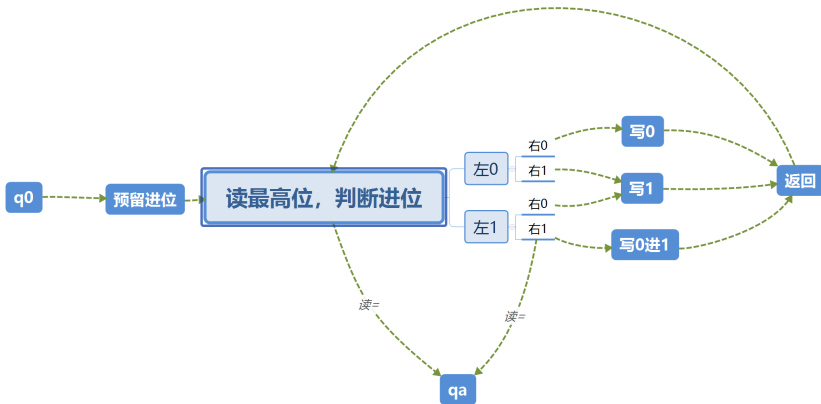 q0
预留进位
读最高位，判断进位
左0
右0
右1
左1
右0
右1
写0
写1
写0进1
返回
读=
读=
qa